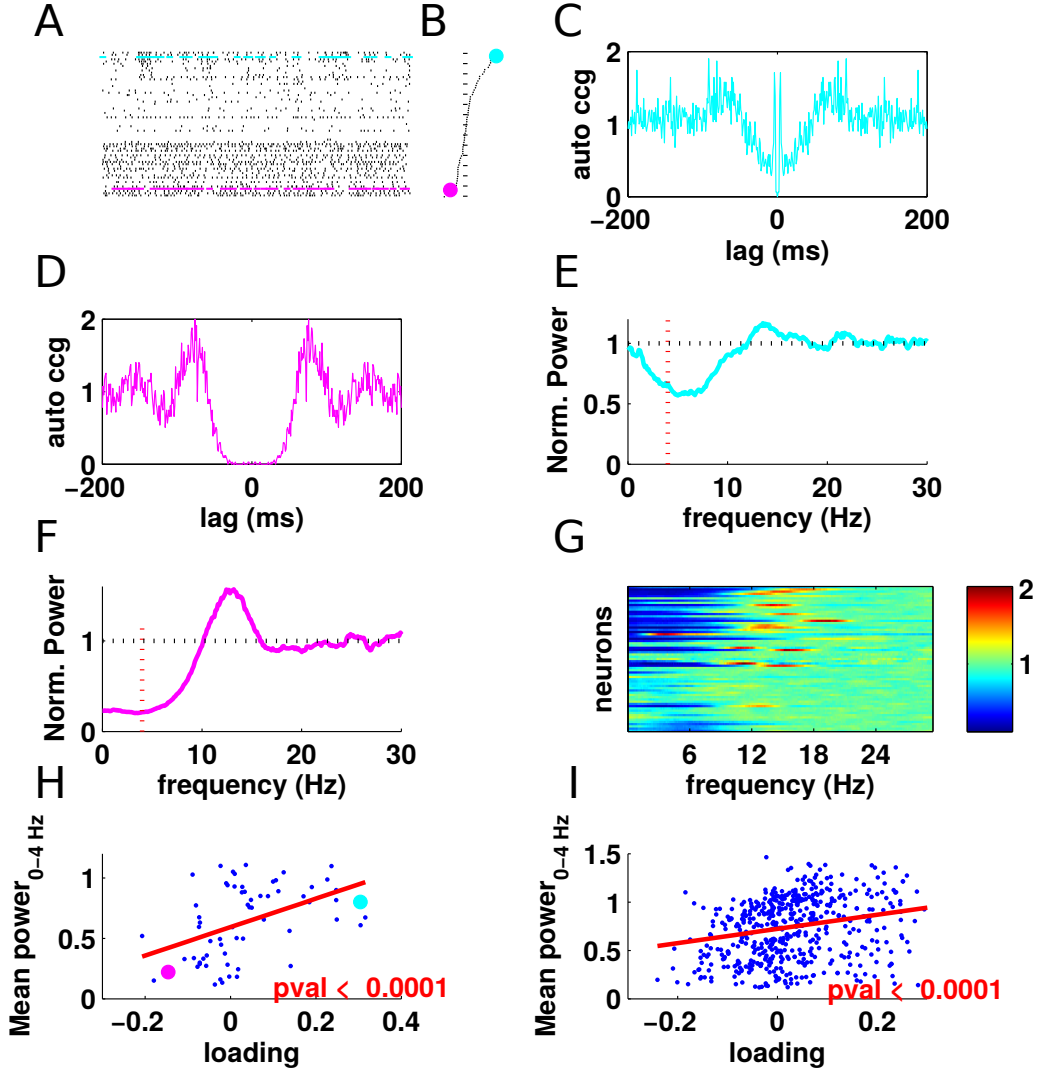 A
B
C
auto ccg
2
1
0
−200
0
200
lag (ms)
D
auto ccg
2
1
0
−200
0
200
lag (ms)
E
Norm. Power
1
0.5
0
0
10
20
30
frequency (Hz)
F
Norm. Power
1
0
0
10
20
30
frequency (Hz)
G
neurons
6
12
18
24
frequency (Hz)
2
1
H
Mean power0−4 Hz
1
0.5
0
−0.2
0
0.2
0.4
loading
pval < 0.0001
I
Mean power0−4 Hz
1.5
1
0.5
0
−0.2
0
0.2
loading
pval < 0.0001